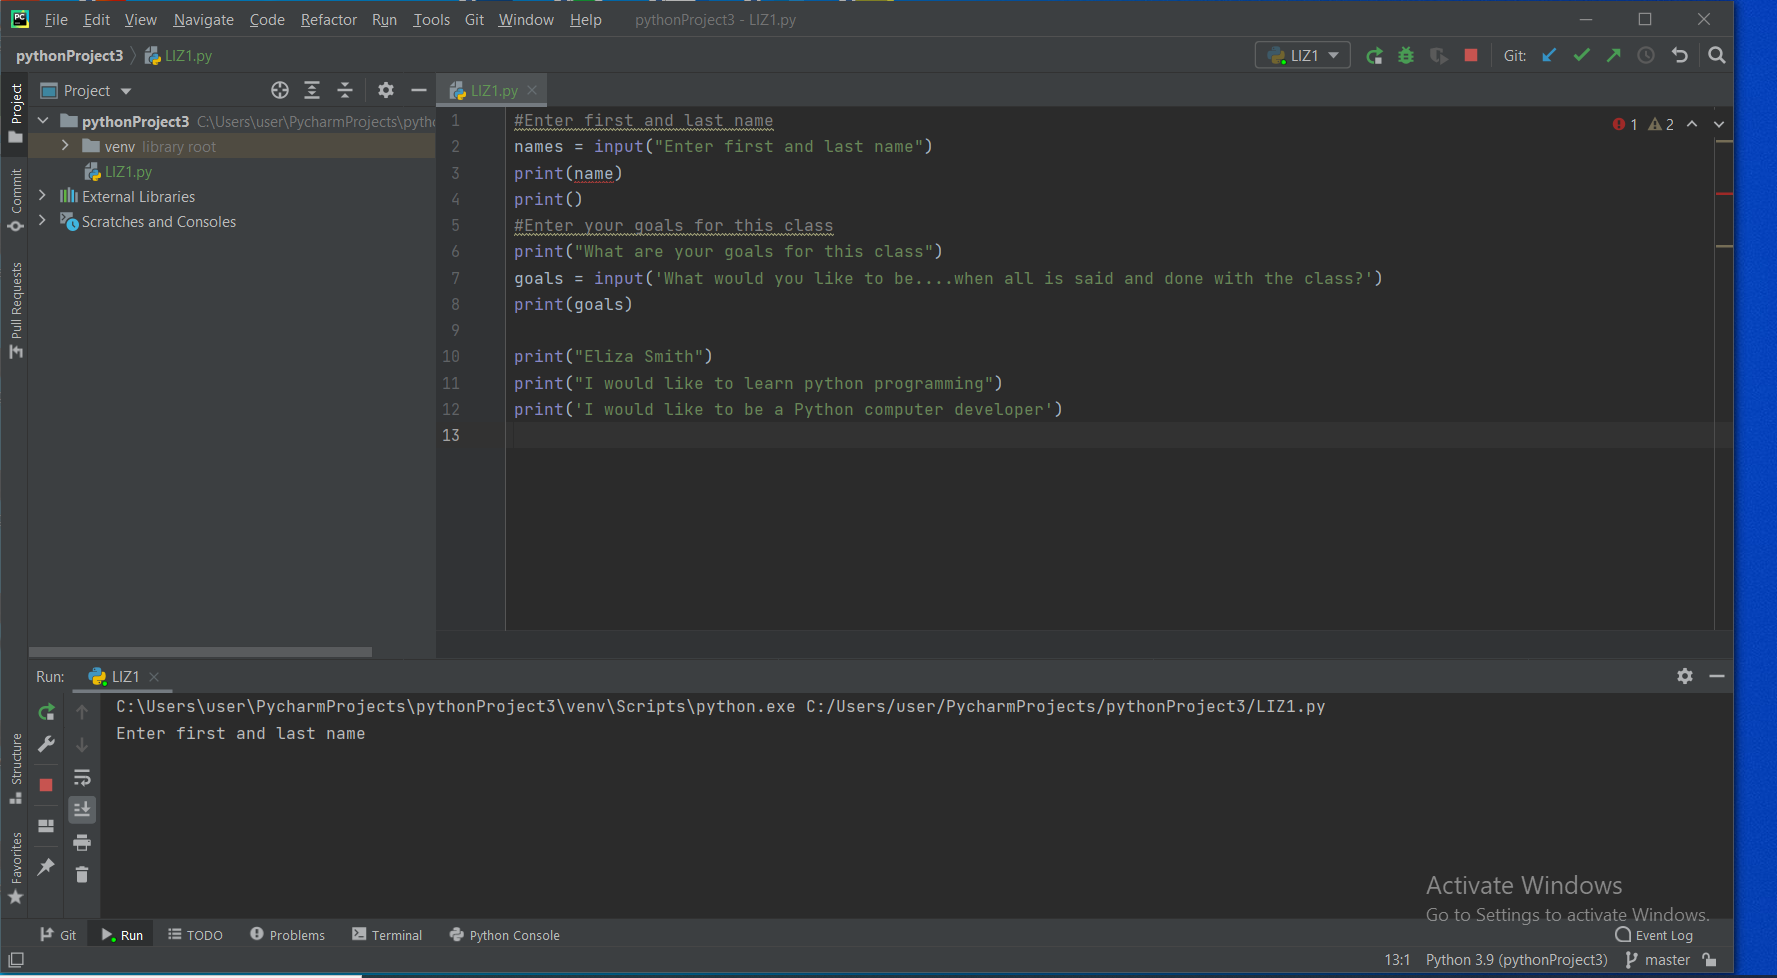 File Edit View Navigate Code Refactor Run Tools Git Window Help pythonProject3 - LIZ1.py
pythonProject3 LIZ1.py LIZ1 Git:
Project LIZ1.py
pythonProject3 C:\Users\user\PycharmProjects\pytho
venv library root
LIZ1.py
External Libraries
Scratches and Consoles
Project
Commit
Pull Requests
Structure
Favorites
1 #Enter first and last name
2 names = input("Enter first and last name")
3 print(name)
4 print()
5 #Enter your goals for this class
6 print("What are your goals for this class")
7 goals = input('What would you like to be....when all is said and done with the class?')
8 print(goals)
9
10 print("Eliza Smith")
11 print("I would like to learn python programming")
12 print('I would like to be a Python computer developer')
13
1 2
Run: LIZ1
C:\Users\user\PycharmProjects\pythonProject3\venv\Scripts\python.exe C:/Users/user/PycharmProjects/pythonProject3/LIZ1.py
Enter first and last name
Activate Windows
Go to Settings to activate Windows.
Git Run TODO Problems Terminal Python Console Event Log
13:1 Python 3.9 (pythonProject3) master